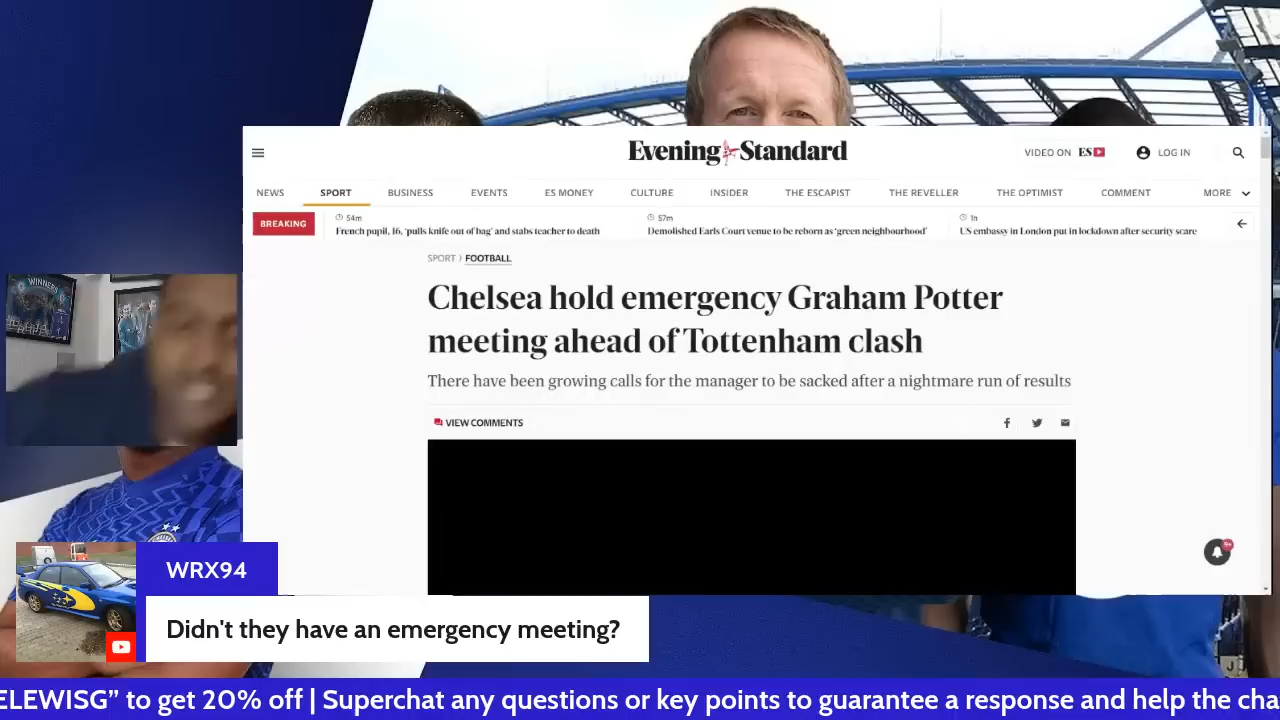 Evening Standard
VIDEO ON ES
LOG IN
NEWS SPORT BUSINESS EVENTS ES MONEY CULTURE INSIDER THE ESCAPIST THE REVELLER THE OPTIMIST COMMENT MORE
BREAKING
54m
French pupil, 16, 'pulls knife out of bag' and stabs teacher to death
57m
Demolished Earls Court venue to be reborn as 'green neighbourhood'
1h
US embassy in London put in lockdown after security scare
SPORT › FOOTBALL
Chelsea hold emergency Graham Potter
meeting ahead of Tottenham clash
There have been growing calls for the manager to be sacked after a nightmare run of results
VIEW COMMENTS
9+
WINNERS
WRX94
Didn't they have an emergency meeting?
ELEWISG” to get 20% off | Superchat any questions or key points to guarantee a response and help the cha